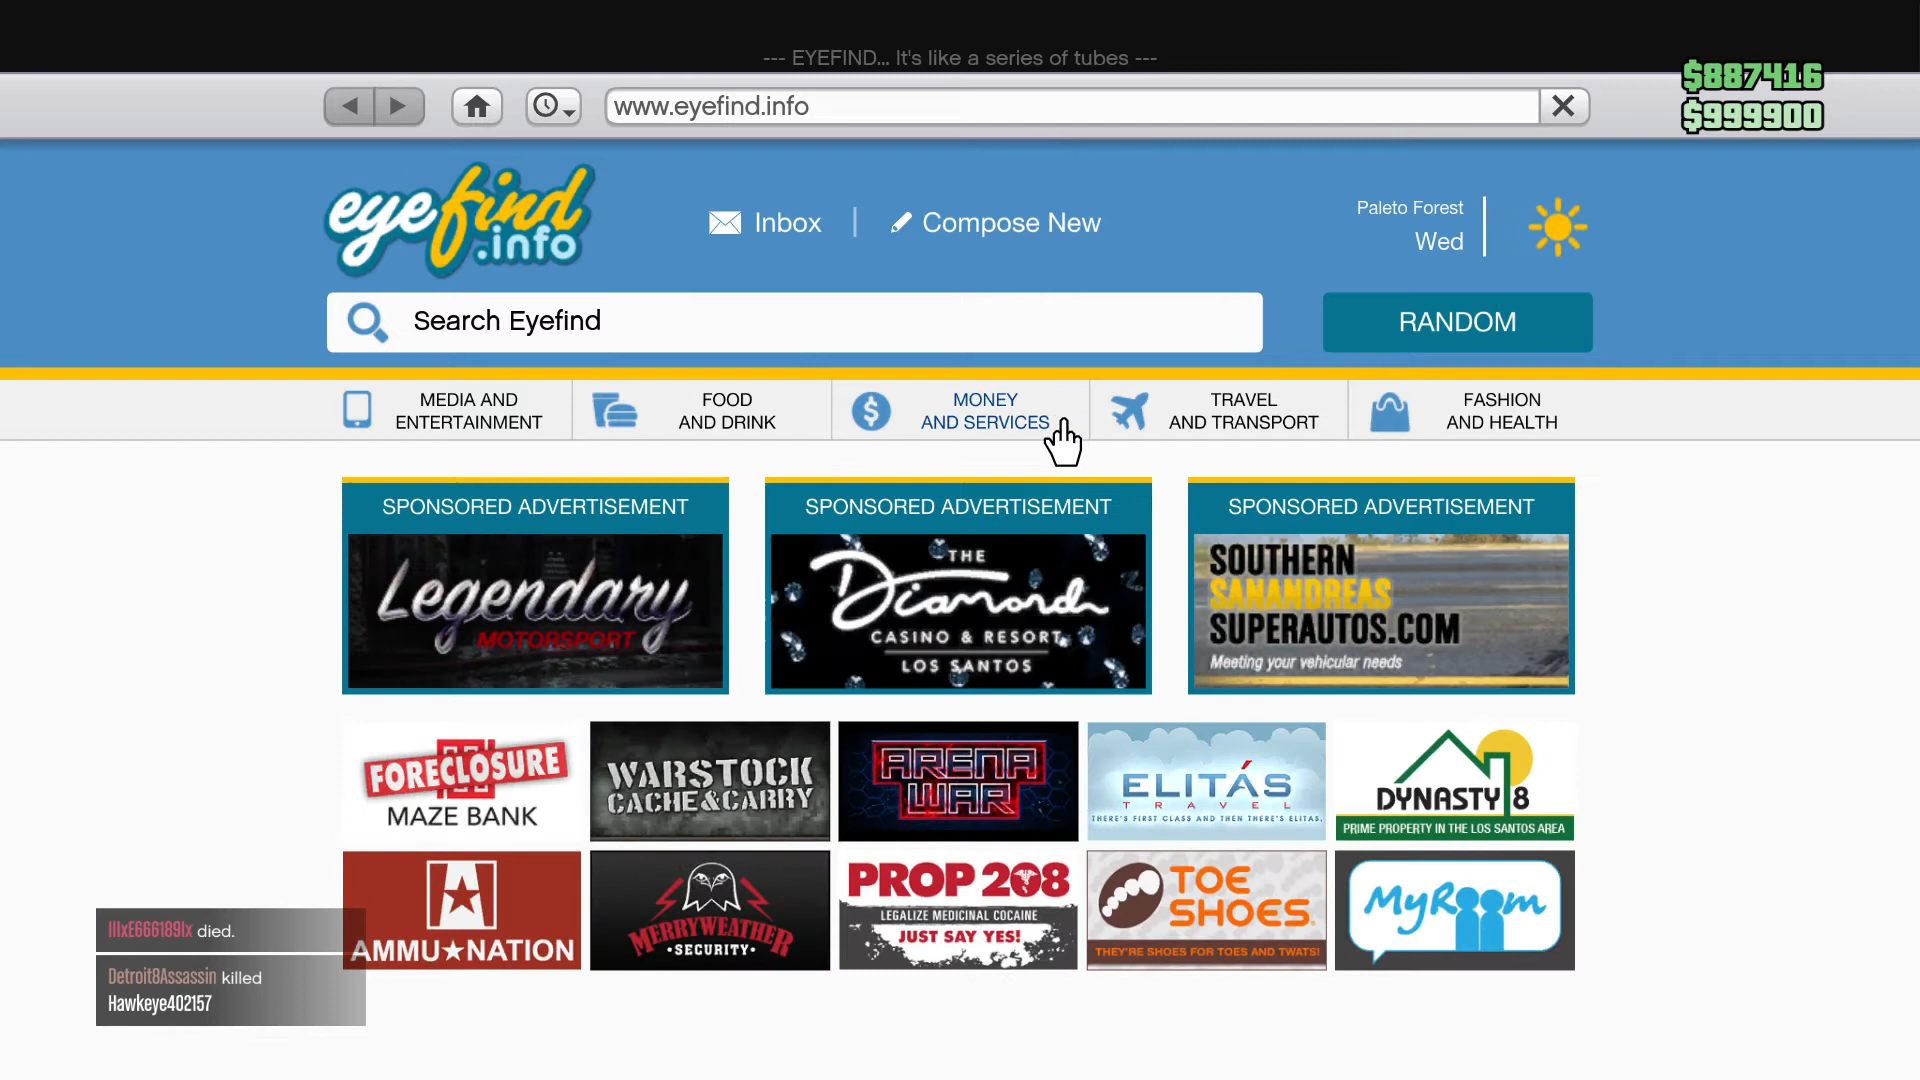 --- EYEFIND... It's like a series of tubes ---
www.eyefind.info
$887416
$999900
eyefind
.info
Inbox
Compose New
Paleto Forest
Wed
Search Eyefind
RANDOM
MEDIA AND
ENTERTAINMENT
FOOD
AND DRINK
MONEY
AND SERVICES
TRAVEL
AND TRANSPORT
FASHION
AND HEALTH
SPONSORED ADVERTISEMENT
Legendary
MOTORSPORT
SPONSORED ADVERTISEMENT
THE
Diamond
CASINO & RESORT
LOS SANTOS
SPONSORED ADVERTISEMENT
SOUTHERN
SANANDREAS
SUPERAUTOS.COM
Meeting your vehicular needs
FORECLOSURE
MAZE BANK
WARSTOCK
CACHE&CARRY
ARENA
WAR
ELITÁS
TRAVEL
THERE'S FIRST CLASS AND THEN THERE'S ELITAS.
DYNASTY 8
PRIME PROPERTY IN THE LOS SANTOS AREA
AMMU★NATION
MERRYWEATHER
•SECURITY•
PROP 208
LEGALIZE MEDICINAL COCAINE
JUST SAY YES!
TOE
SHOES
THEY'RE SHOES FOR TOES AND TWATS!
MyRoom
died.
Detroit8Assassin killed
Hawkeye402157